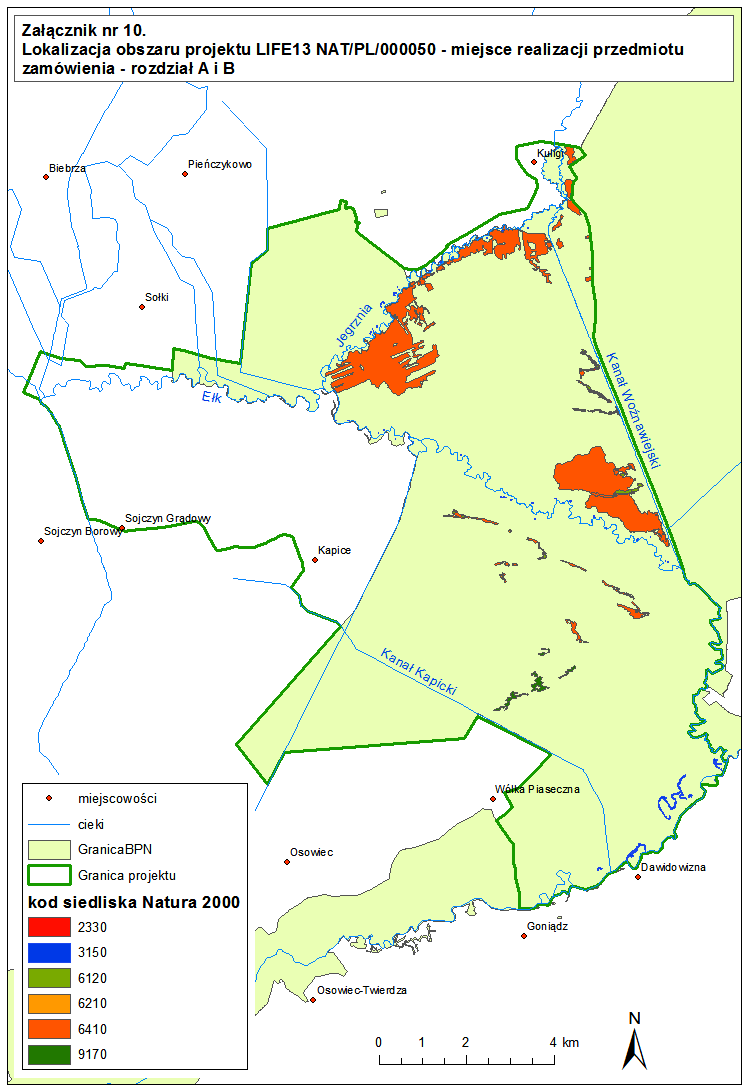 Załącznik nr 10.
Lokalizacja obszaru projektu LIFE13 NAT/PL/000050 - miejsce realizacji przedmiotu
zamówienia - rozdział A i B
Kuligi
Biebrza
Pieńczykowo
Sołki
Jegrznia
Kanał Woźnawiejski
Ełk
Sojczyn Grądowy
Sojczyn Borowy
Kapice
Kanał Kapicki
Wólka Piaseczna
Osowiec
Dawidowizna
Goniądz
Osowiec-Twierdza
miejscowości
cieki
GranicaBPN
Granica projektu
kod siedliska Natura 2000
2330
3150
6120
6210
6410
9170
N
0 1 2 4 km